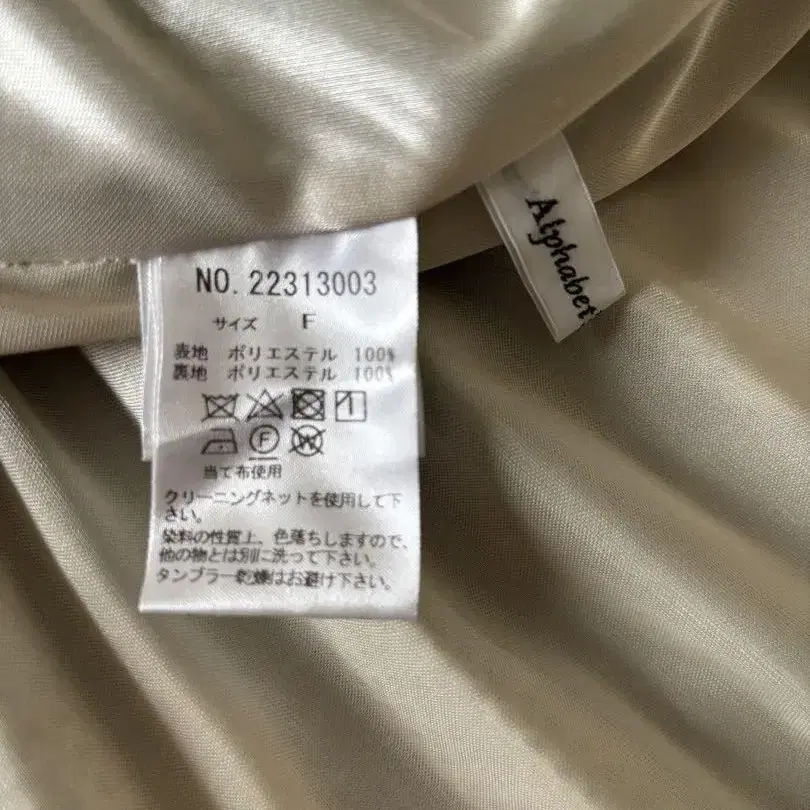 NO. 22313003
サイズ F
表地 ポリエステル 100%
裏地 ポリエステル 100%
F W
当て布使用
クリーニングネットを使用して下
さい。
染料の性質上、色落ちしますので、
他の物とは別に洗って下さい。
タンブラー乾燥はお避け下さい。
Alphabet